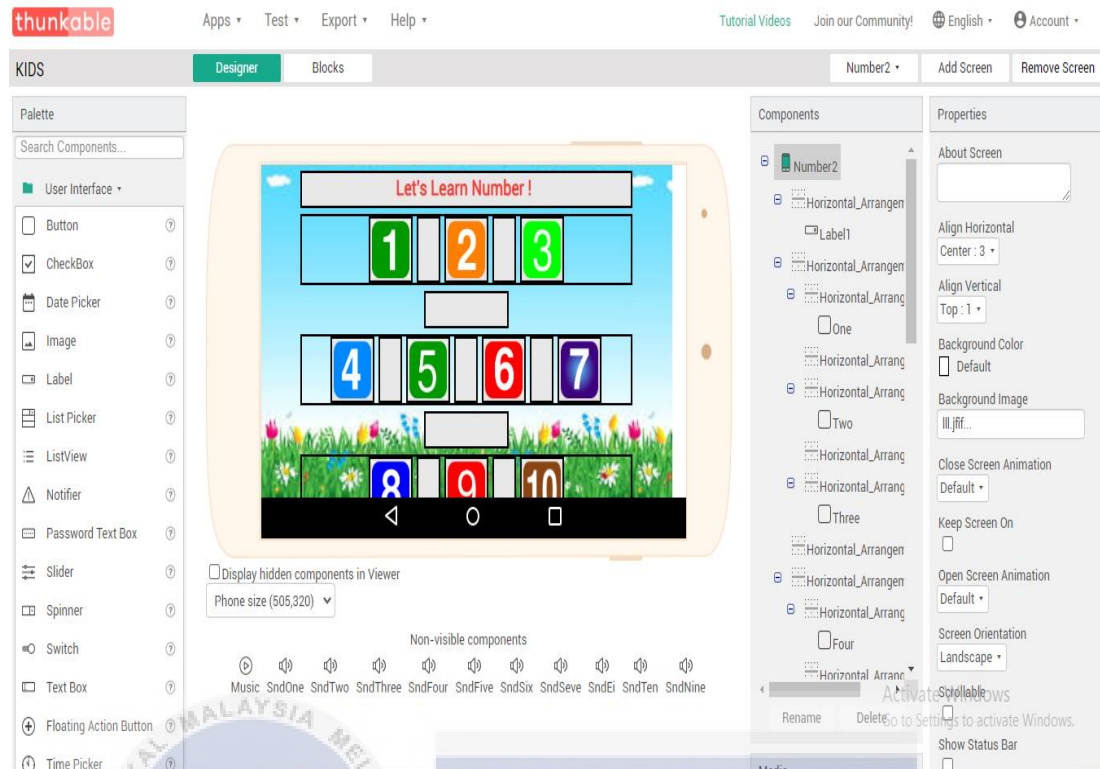 thunkable Apps Test Export Help Tutorial Videos Join our Community! English Account
KIDS Designer Blocks Number2 Add Screen Remove Screen
Palette
Search Components...
User Interface
Button
CheckBox
Date Picker
Image
Label
List Picker
ListView
Notifier
Password Text Box
Slider
Spinner
Switch
Text Box
Floating Action Button
Time Picker
Let's Learn Number !
1 2 3
4 5 6 7
8 9 10
Display hidden components in Viewer
Phone size (505,320)
Non-visible components
Music SndOne SndTwo SndThree SndFour SndFive SndSix SndSeve SndEi SndTen SndNine
Components
Number2
Horizontal_Arrangem
Label1
Horizontal_Arrangem
Horizontal_Arrang
One
Horizontal_Arrang
Horizontal_Arrang
Two
Horizontal_Arrang
Horizontal_Arrang
Three
Horizontal_Arrangem
Horizontal_Arrangem
Horizontal_Arrang
Four
Horizontal_Arrang
Rename Delete
Media
Properties
About Screen
Align Horizontal
Center : 3
Align Vertical
Top : 1
Background Color
Default
Background Image
lll.jfif...
Close Screen Animation
Default
Keep Screen On
Open Screen Animation
Default
Screen Orientation
Landscape
Scrollable
Show Status Bar
Activate Windows
Go to Settings to activate Windows.
MALAYSIA